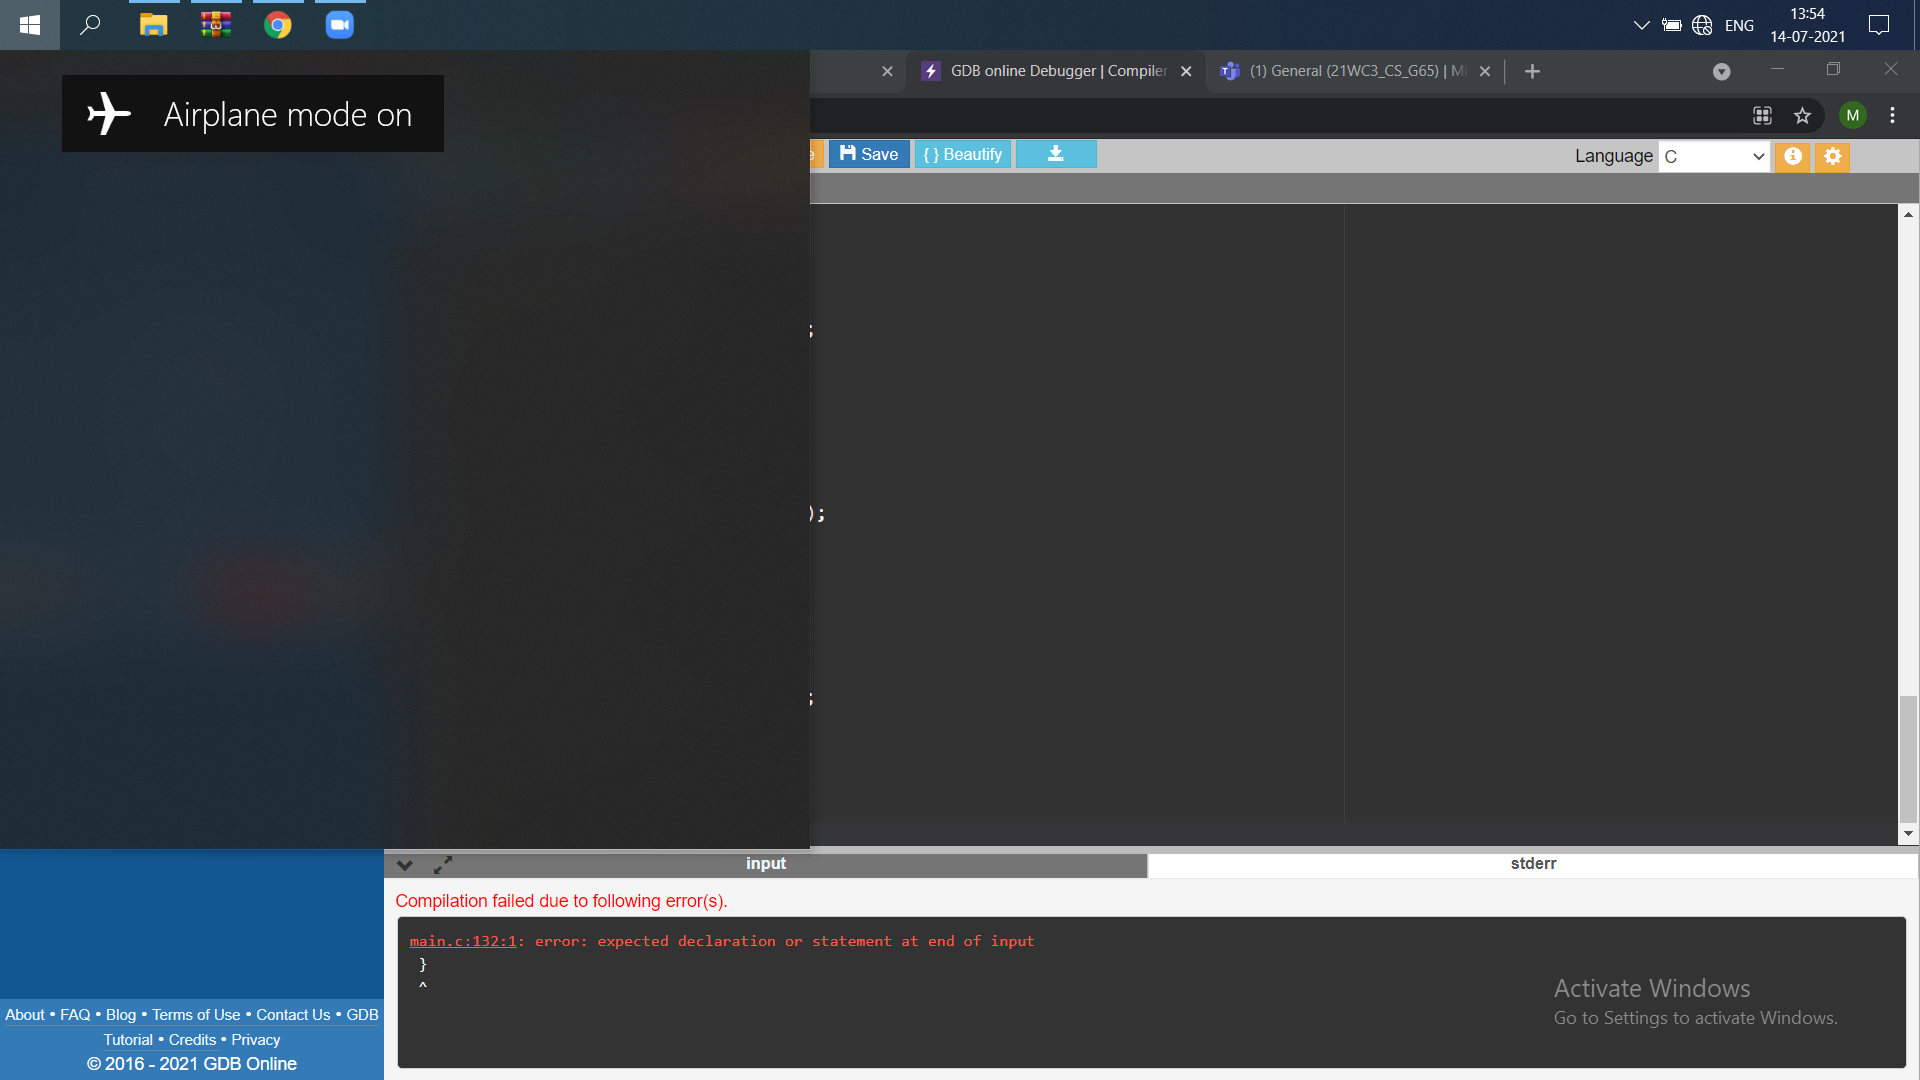 ENG
13:54
14-07-2021
Airplane mode on
GDB online Debugger | Compiler
(1) General (21WC3_CS_G65) | M
M
Save
{ } Beautify
Language
C
;
);
;
input
stderr
Compilation failed due to following error(s).
main.c:132:1: error: expected declaration or statement at end of input
}
^
Activate Windows
Go to Settings to activate Windows.
About • FAQ • Blog • Terms of Use • Contact Us • GDB
Tutorial • Credits • Privacy
© 2016 - 2021 GDB Online